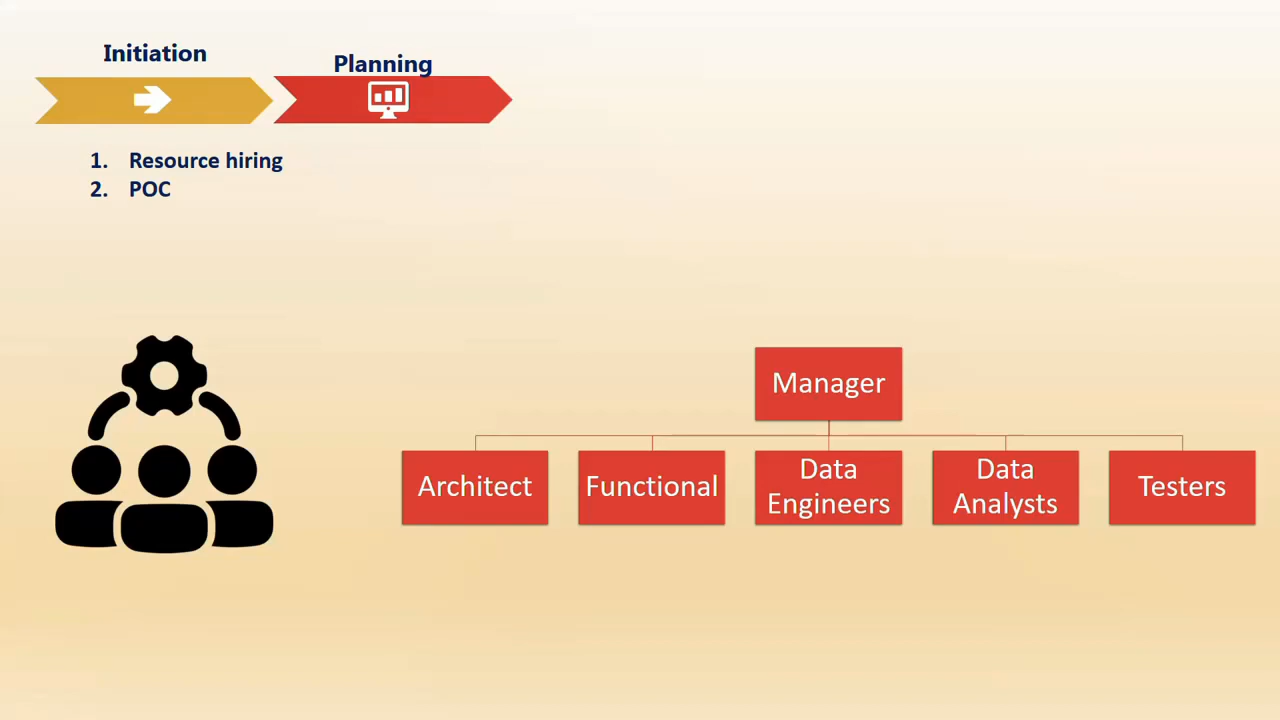 Initiation
Planning
1. Resource hiring
2. POC
Manager
Architect
Functional
Data
Engineers
Data
Analysts
Testers